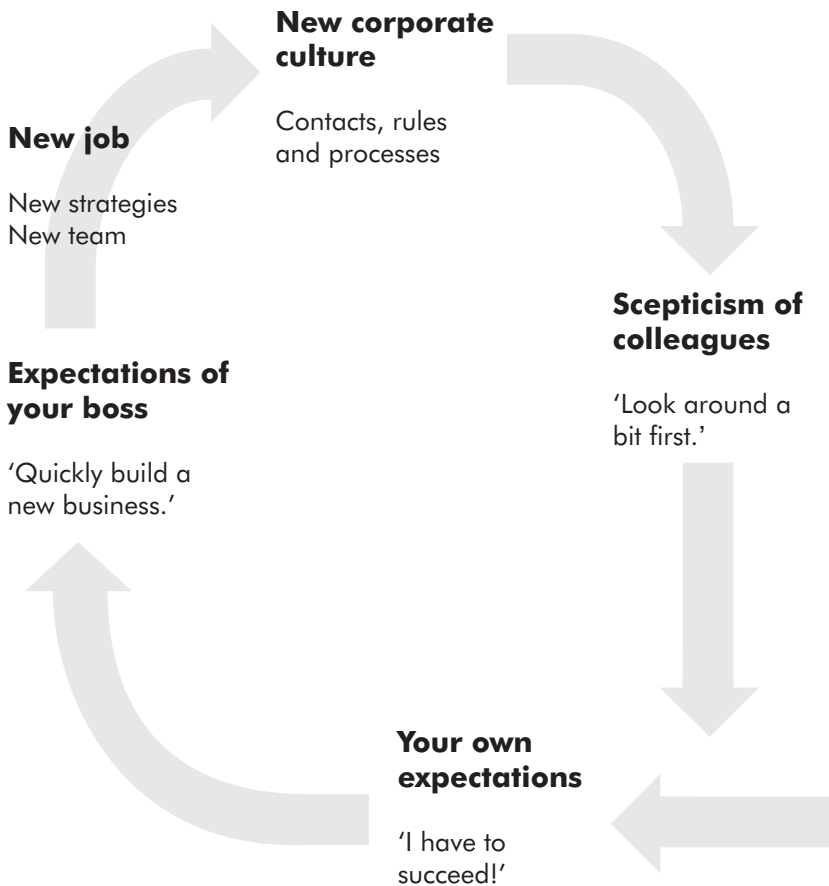 New corporate
culture
Contacts, rules
and processes
New job
New strategies
New team
Scepticism of
colleagues
‘Look around a
bit first.’
Expectations of
your boss
‘Quickly build a
new business.’
Your own
expectations
‘I have to
succeed!’